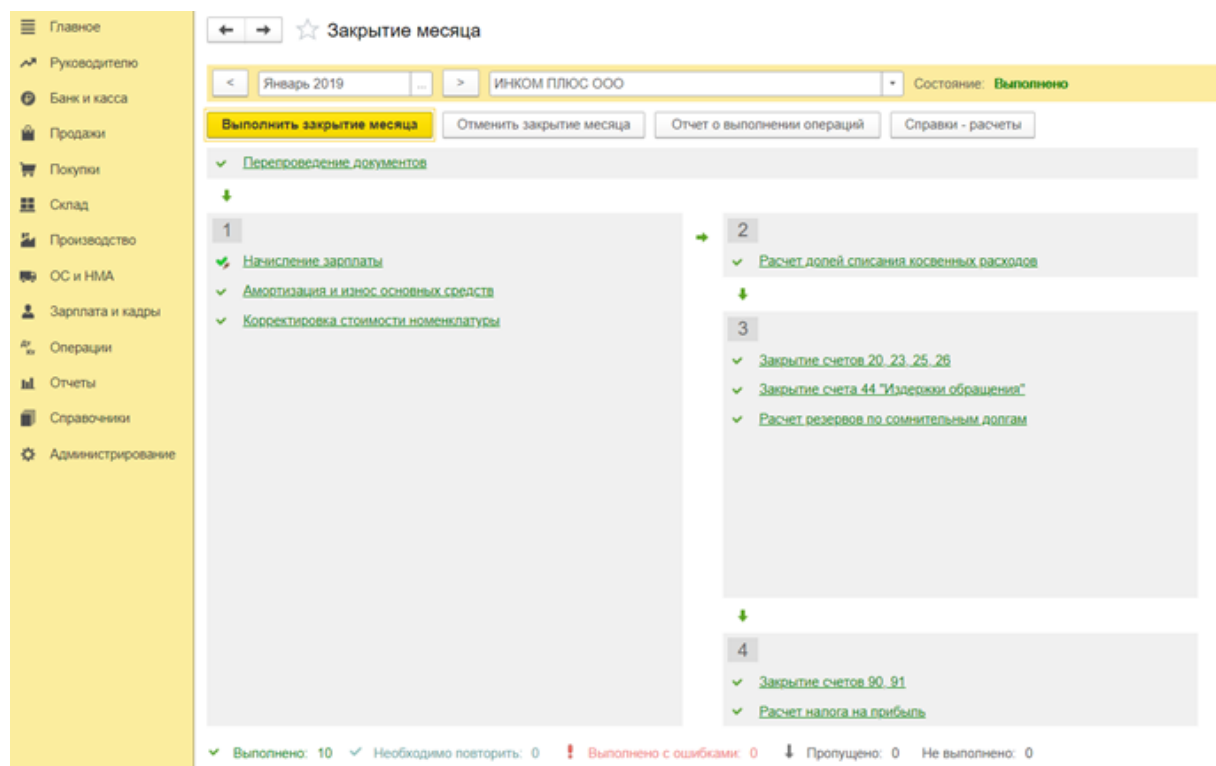 Главное
Руководителю
Банк и касса
Продажи
Покупки
Склад
Производство
ОС и НМА
Зарплата и кадры
Операции
Отчеты
Справочники
Администрирование
Закрытие месяца
< Январь 2019 ... > ИНКОМ ПЛЮС ООО Состояние: Выполнено
Выполнить закрытие месяца Отменить закрытие месяца Отчет о выполнении операций Справки - расчеты
Перепроведение документов
1
Начисление зарплаты
Амортизация и износ основных средств
Корректировка стоимости номенклатуры
2
Расчет долей списания косвенных расходов
3
Закрытие счетов 20, 23, 25, 26
Закрытие счета 44 "Издержки обращения"
Расчет резервов по сомнительным долгам
4
Закрытие счетов 90, 91
Расчет налога на прибыль
Выполнено: 10 Необходимо повторить: 0 Выполнено с ошибками: 0 Пропущено: 0 Не выполнено: 0